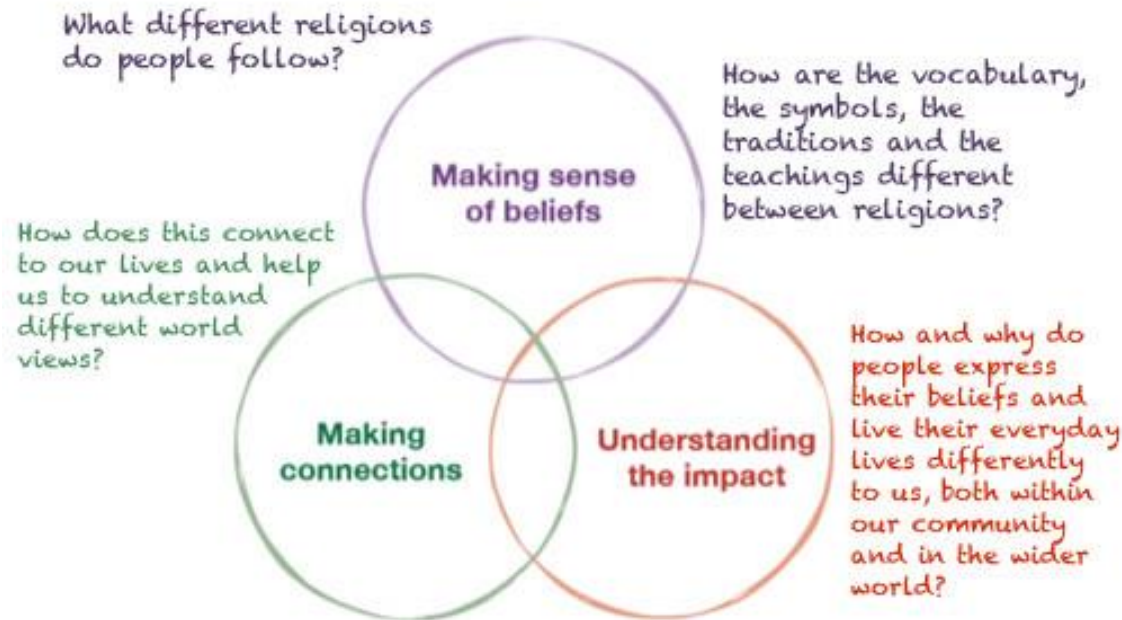 What different religions
do people follow?
How are the vocabulary,
the symbols, the
traditions and the
teachings different
between religions?
Making sense
of beliefs
How does this connect
to our lives and help
us to understand
different world
views?
Making
connections
Understanding
the impact
How and why do
people express
their beliefs and
live their everyday
lives differently
to us, both within
our community
and in the wider
world?